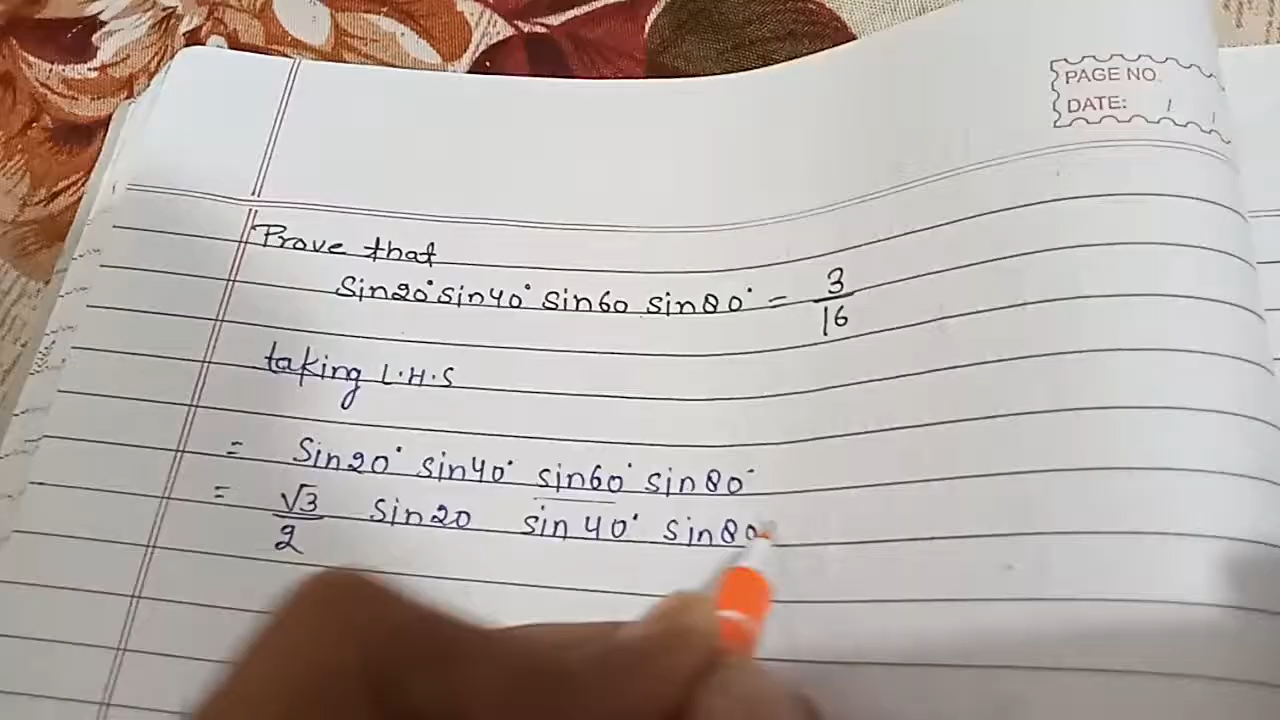 PAGE NO.
DATE: / /
Prove that
Sin20° sin40° sin60 sin80° = 3/16
taking L.H.S
= Sin20° sin40° sin60° sin80°
= √3/2 sin20 sin40° sin80